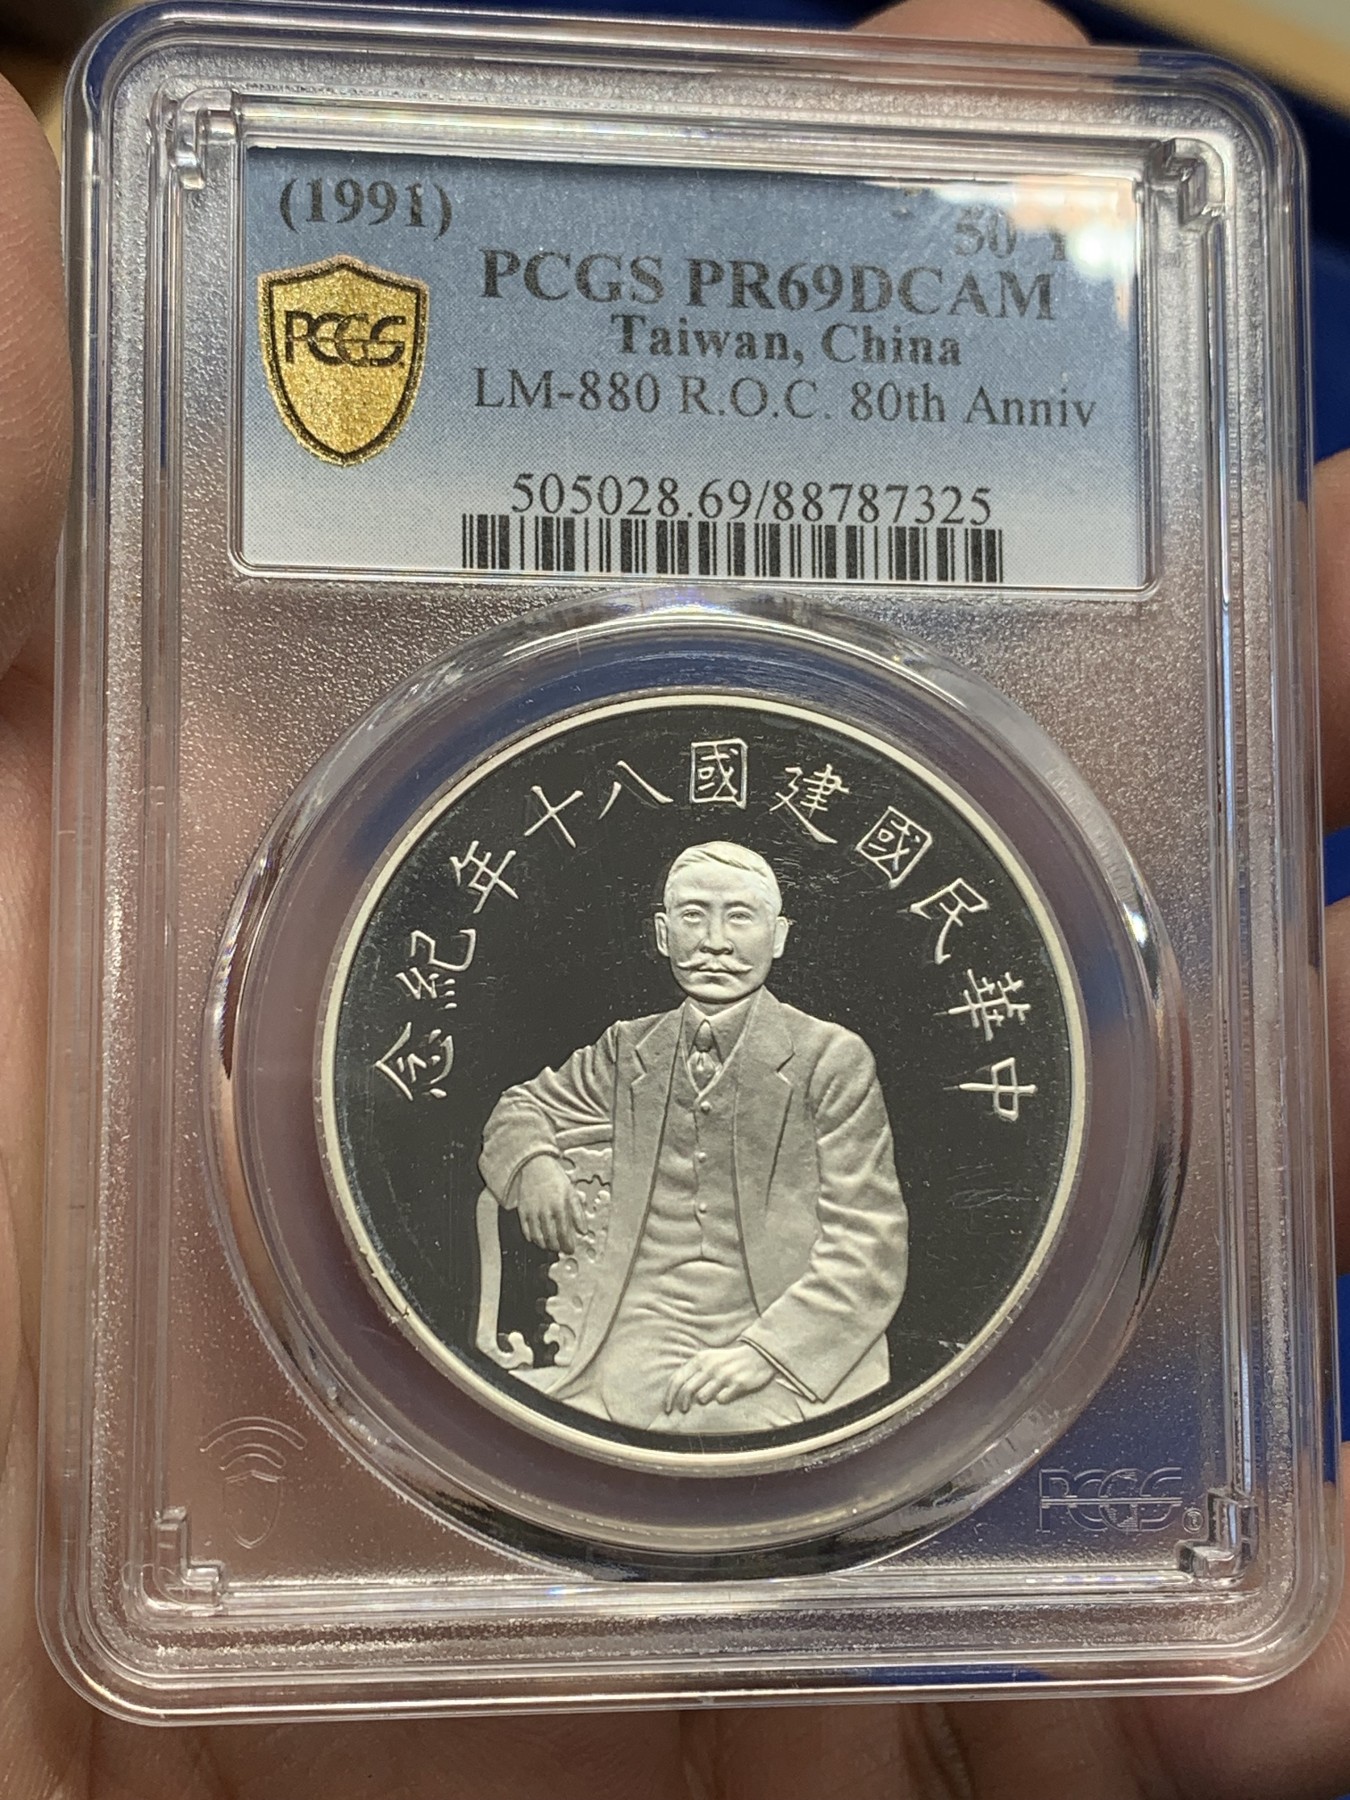 (1991)
50 Y
PCGS PR69DCAM
PCGS
Taiwan, China
LM-880 R.O.C. 80th Anniv
505028.69/88787325
中華民國建國八十年紀念
PCGS